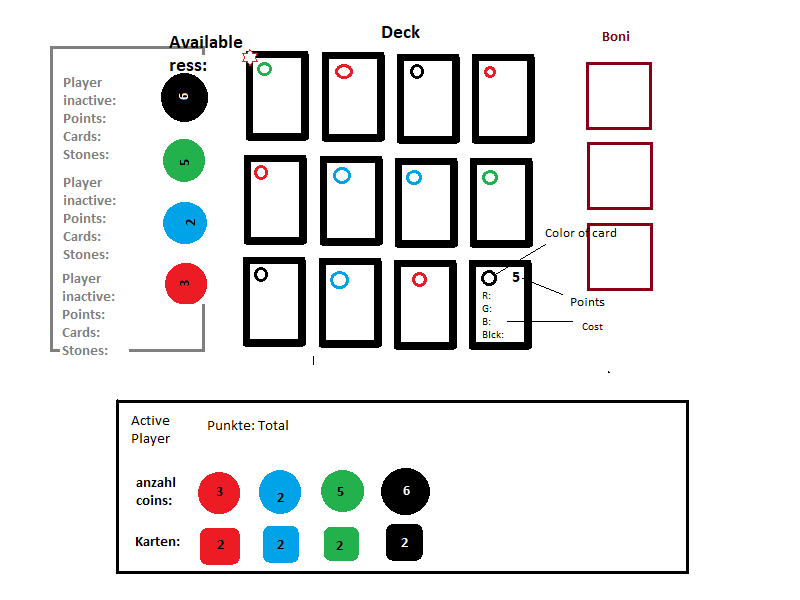 Available
ress:
Deck
Boni
Player
inactive:
Points:
Cards:
Stones:
Player
inactive:
Points:
Cards:
Stones:
Player
inactive:
Points:
Cards:
Stones:
6
5
2
3
Color of card
5
R:
G:
B:
Blck:
Points
Cost
Active
Player
Punkte: Total
anzahl
coins:
3
2
5
6
Karten:
2
2
2
2